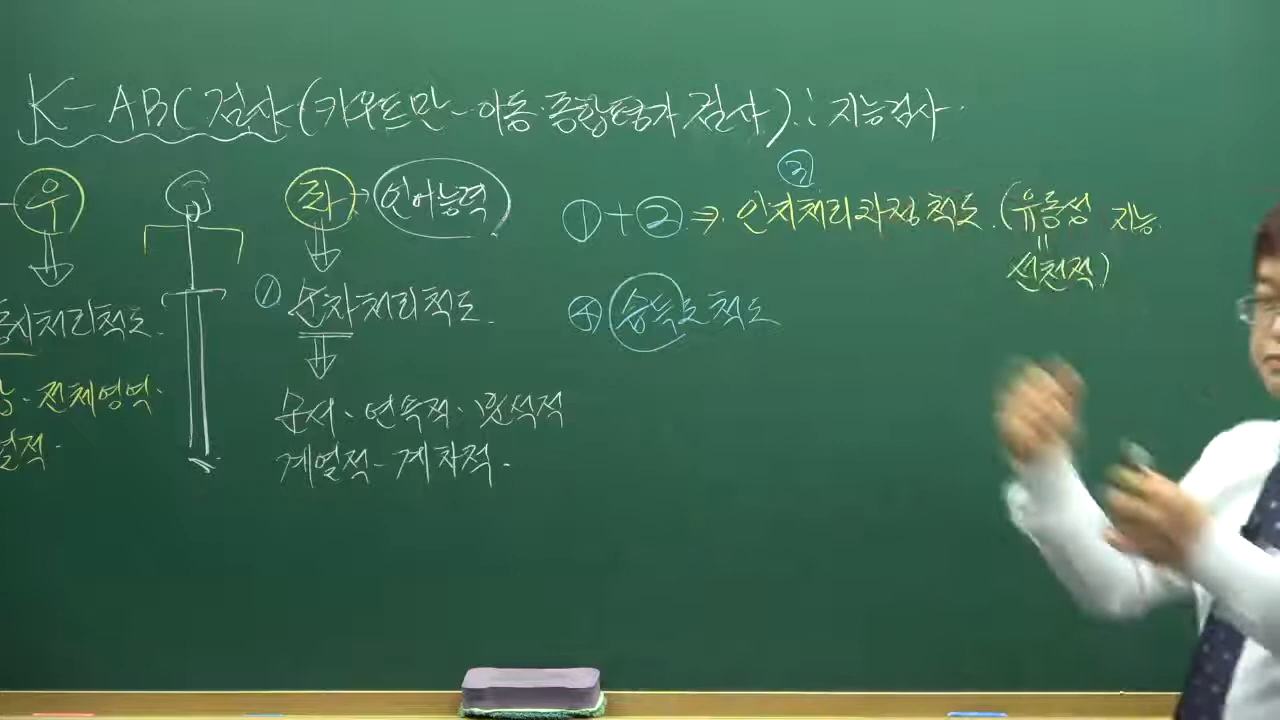 K-ABC 검사 (카우프만-아동·종합평가 검사) : 지능검사.
우
좌 → 언어능력
① + ② ⇒ ③ 인지처리과정 척도. (유동성 지능.
=
선천적)
동시처리척도.
① 순차처리척도.
④ 습득도 척도
· 전체영역.
순서 · 연속적 · 분석적
계열적 - 계차적.